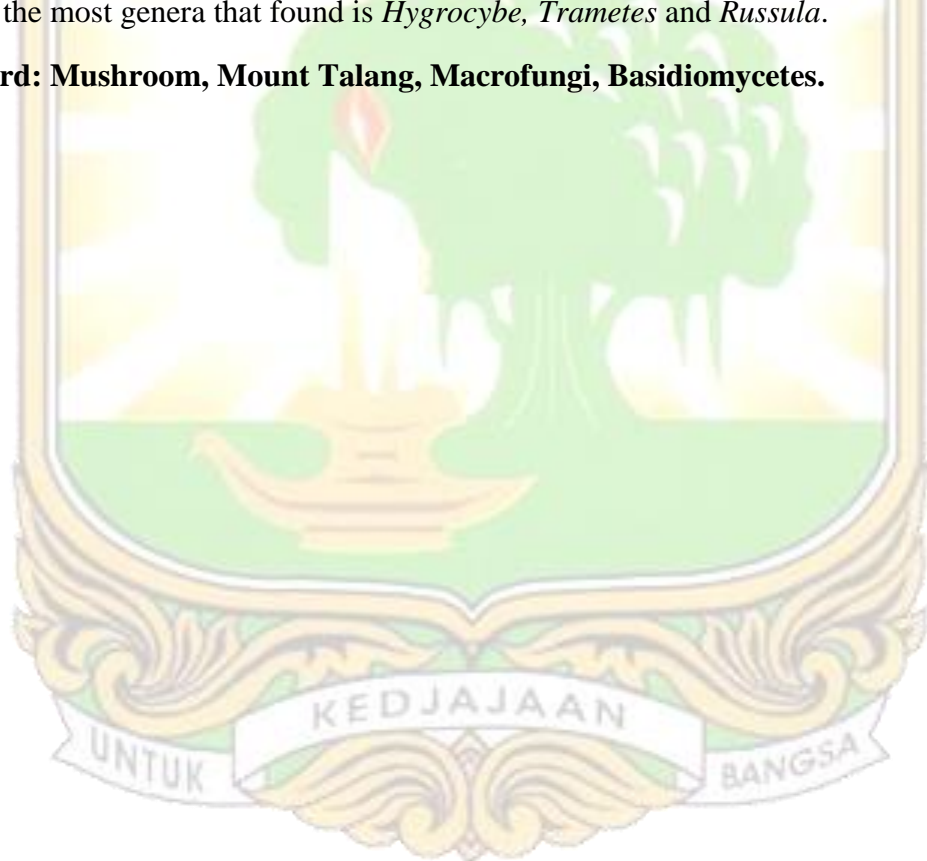 the most genera that found is Hygrocybe, Trametes and Russula.
rd: Mushroom, Mount Talang, Macrofungi, Basidiomycetes.
KEDJAJAAN
UNTUK BANGSA